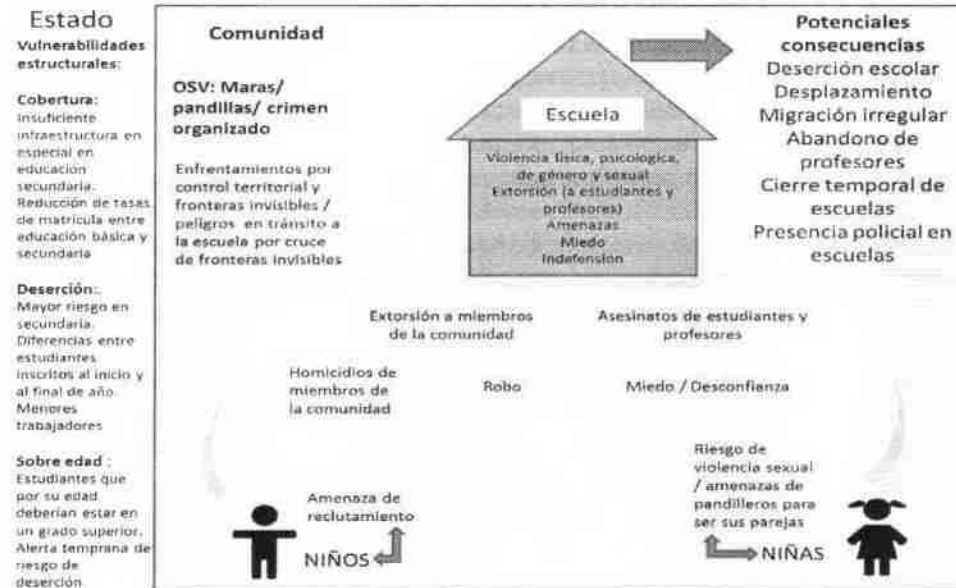 Estado
Vulnerabilidades
estructurales:
Cobertura:
Insuficiente
infraestructura en
especial en
educación
secundaria.
Reducción de tasas
de matrícula entre
educación básica y
secundaria
Deserción:.
Mayor riesgo en
secundaria.
Diferencias entre
estudiantes
inscritos al inicio y
al final de año
Menores
trabajadores
Sobre edad :
Estudiantes que
por su edad
deberían estar en
un grado superior.
Alerta temprana de
riesgo de
deserción
Comunidad
OSV: Maras/
pandillas/ crimen
organizado
Enfrentamientos por
control territorial y
fronteras invisibles /
peligros en tránsito a
la escuela por cruce
de fronteras invisibles
Escuela
Violencia física, psicologica,
de género y sexual
Extorsión (a estudiantes y
profesores)
Amenazas
Miedo
Indefensión
Potenciales
consecuencias
Deserción escolar
Desplazamiento
Migración irregular
Abandono de
profesores
Cierre temporal de
escuelas
Presencia policial en
escuelas
Extorsión a miembros
de la comunidad
Asesinatos de estudiantes y
profesores
Homicidios de
miembros de
la comunidad
Robo
Miedo / Desconfianza
Amenaza de
reclutamiento
NIÑOS
Riesgo de
violencia sexual
/ amenazas de
pandilleros para
ser sus parejas
NIÑAS